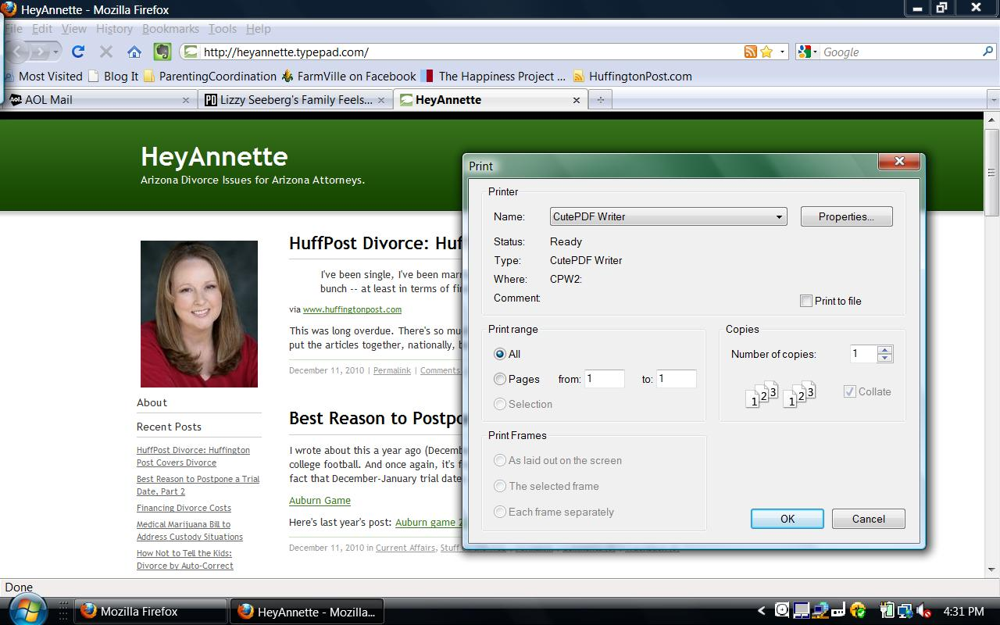 HeyAnnette - Mozilla Firefox
File Edit View History Bookmarks Tools Help
http://heyannette.typepad.com/
Google
Most Visited Blog It ParentingCoordination FarmVille on Facebook The Happiness Project ... HuffingtonPost.com
Aol. AOL Mail PD Lizzy Seeberg's Family Feels... HeyAnnette
HeyAnnette
Arizona Divorce Issues for Arizona Attorneys.
HuffPost Divorce: Huf
I've been single, I've been marr
bunch -- at least in terms of fi
via www.huffingtonpost.com
This was long overdue. There's so mu
put the articles together, nationally, b
December 11, 2010 | Permalink | Comments
Best Reason to Postpo
I wrote about this a year ago (Decemb
college football. And once again, it's f
fact that December-January trial date
Auburn Game
Here's last year's post: Auburn game 2
December 11, 2010 in Current Affairs, Stuff
About
Recent Posts
HuffPost Divorce: Huffington
Post Covers Divorce
Best Reason to Postpone a Trial
Date, Part 2
Financing Divorce Costs
Medical Marijuana Bill to
Address Custody Situations
How Not to Tell the Kids:
Divorce by Auto-Correct
Print
Printer
Name: CutePDF Writer Properties...
Status: Ready
Type: CutePDF Writer
Where: CPW2:
Comment:
Print to file
Print range
All
Pages from: 1 to: 1
Selection
Copies
Number of copies: 1
1 2 3 1 2 3
Collate
Print Frames
As laid out on the screen
The selected frame
Each frame separately
OK Cancel
Done
Mozilla Firefox HeyAnnette - Mozilla... 4:31 PM